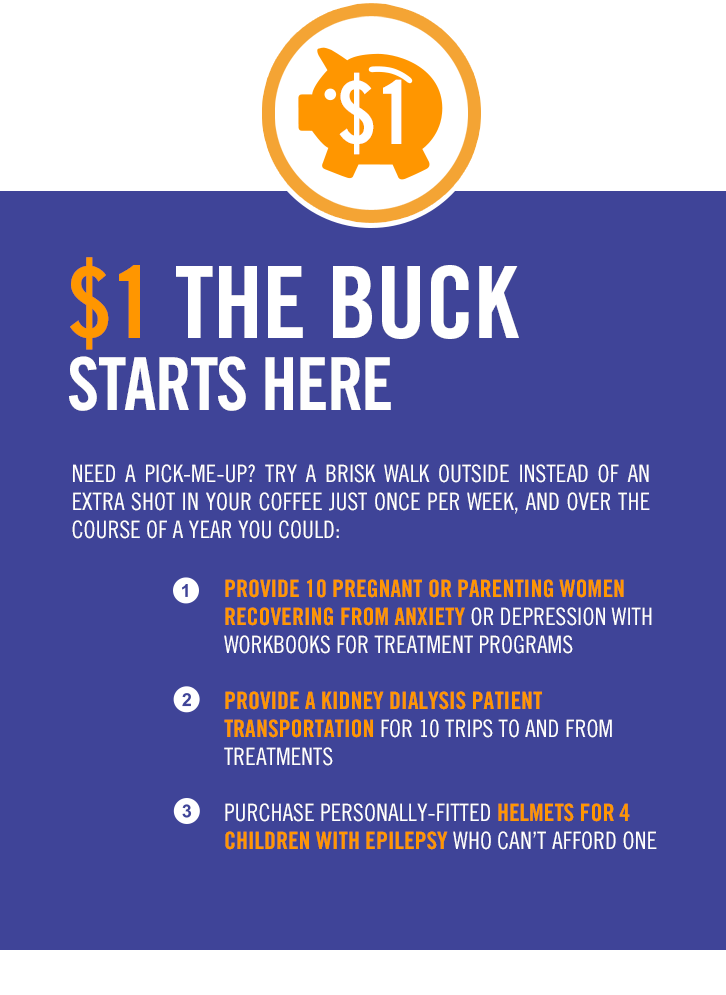 $1
$1 THE BUCK
STARTS HERE
NEED A PICK-ME-UP? TRY A BRISK WALK OUTSIDE INSTEAD OF AN
EXTRA SHOT IN YOUR COFFEE JUST ONCE PER WEEK, AND OVER THE
COURSE OF A YEAR YOU COULD:
1 PROVIDE 10 PREGNANT OR PARENTING WOMEN
RECOVERING FROM ANXIETY OR DEPRESSION WITH
WORKBOOKS FOR TREATMENT PROGRAMS
2 PROVIDE A KIDNEY DIALYSIS PATIENT
TRANSPORTATION FOR 10 TRIPS TO AND FROM
TREATMENTS
3 PURCHASE PERSONALLY-FITTED HELMETS FOR 4
CHILDREN WITH EPILEPSY WHO CAN'T AFFORD ONE